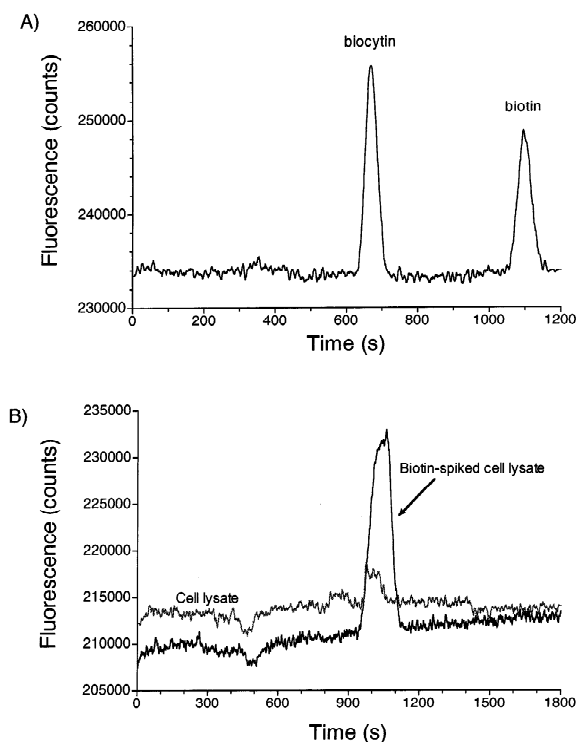 A)
260000
250000
240000
230000
Fluorescence (counts)
biocytin
biotin
0 200 400 600 800 1000 1200
Time (s)
B)
235000
230000
225000
220000
215000
210000
205000
Fluorescence (counts)
Biotin-spiked cell lysate
Cell lysate
0 300 600 900 1200 1500 1800
Time (s)